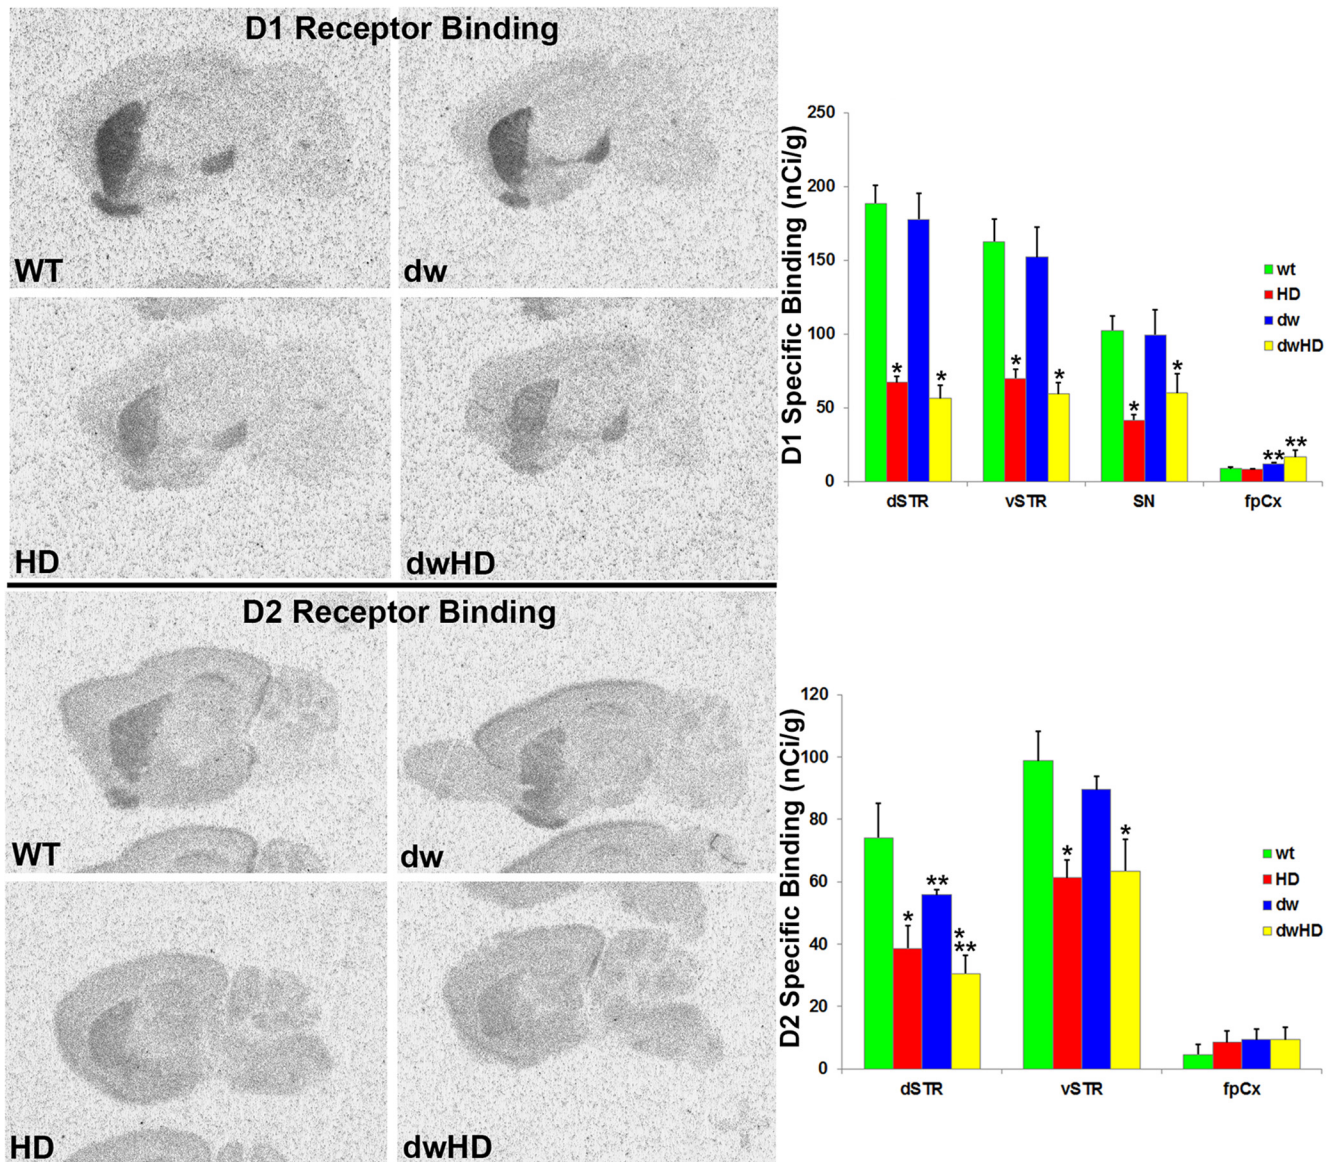 D1 Receptor Binding
WT
dw
HD
dwHD
D1 Specific Binding (nCi/g)
250
200
150
100
50
0
* * * * * * ** **
dSTR vSTR SN fpCx
wt
HD
dw
dwHD
D2 Receptor Binding
WT
dw
HD
dwHD
D2 Specific Binding (nCi/g)
120
100
80
60
40
20
0
* ** * ** * *
dSTR vSTR fpCx
wt
HD
dw
dwHD